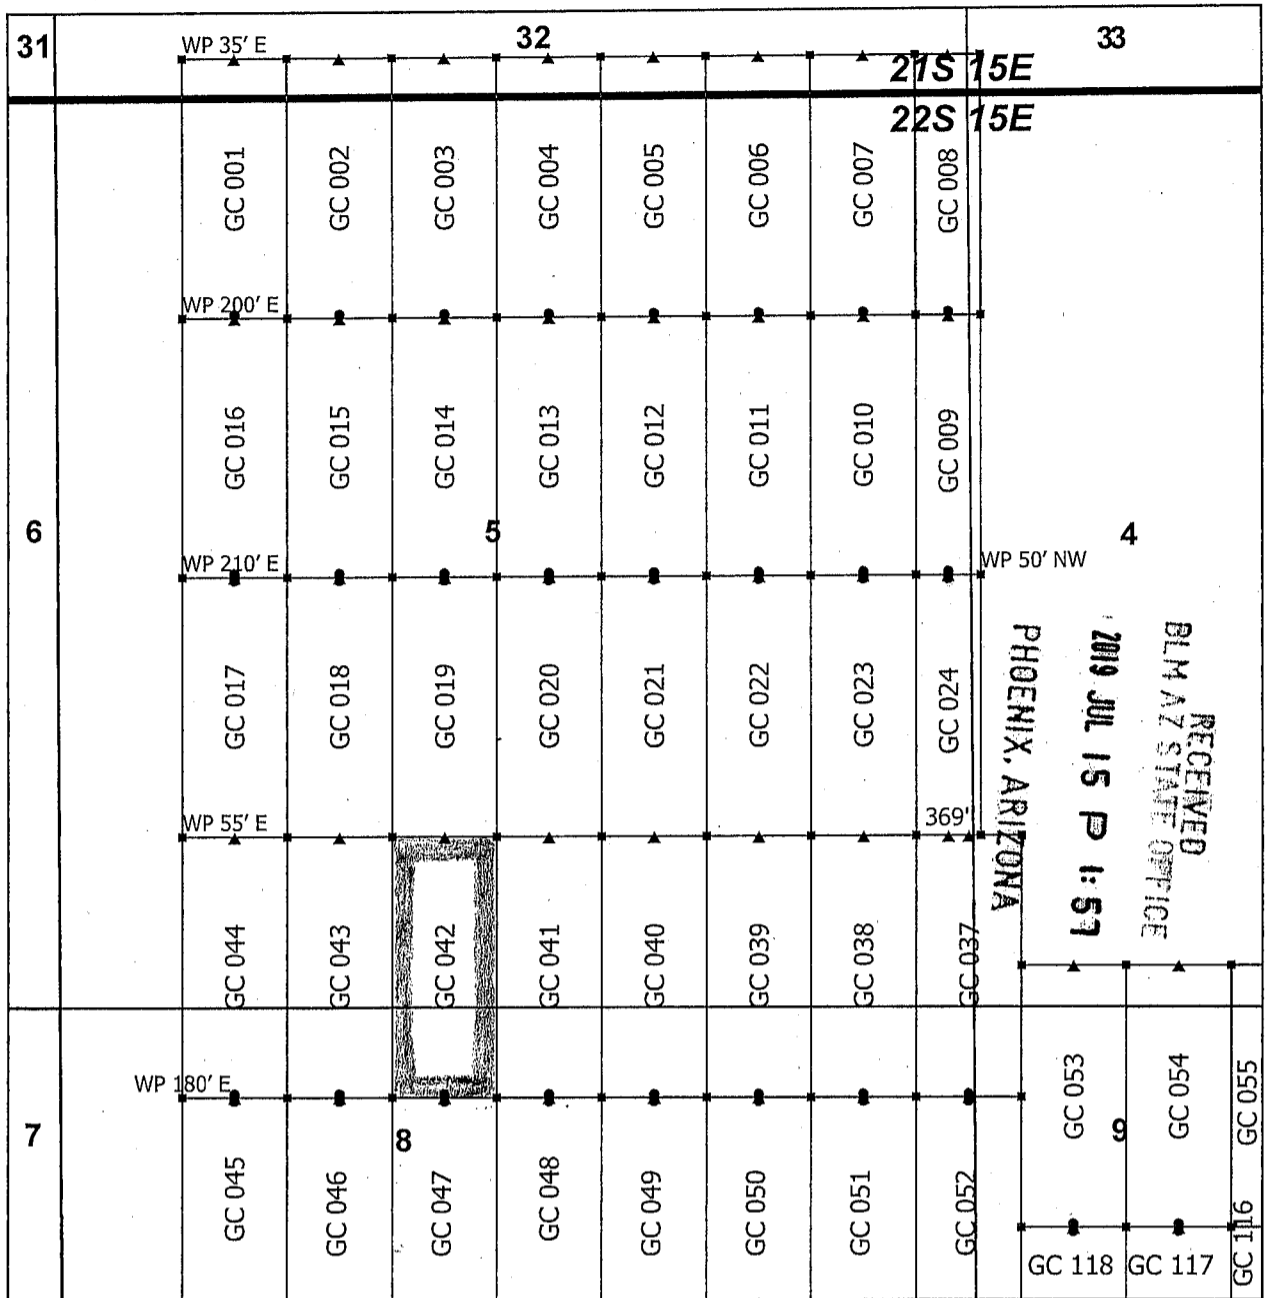 31
32
33
WP 35' E
21S 15E
22S 15E
GC 001
GC 002
GC 003
GC 004
GC 005
GC 006
GC 007
GC 008
WP 200' E
GC 016
GC 015
GC 014
GC 013
GC 012
GC 011
GC 010
GC 009
6
5
4
WP 210' E
WP 50' NW
GC 017
GC 018
GC 019
GC 020
GC 021
GC 022
GC 023
GC 024
RECEIVED
BLM AZ STATE OFFICE
2019 JUL 15 P 1:51
PHOENIX, ARIZONA
WP 55' E
369'
GC 044
GC 043
GC 042
GC 041
GC 040
GC 039
GC 038
GC 037
WP 180' E
GC 053
GC 054
GC 055
7
8
9
GC 045
GC 046
GC 047
GC 048
GC 049
GC 050
GC 051
GC 052
GC 118
GC 117
GC 116